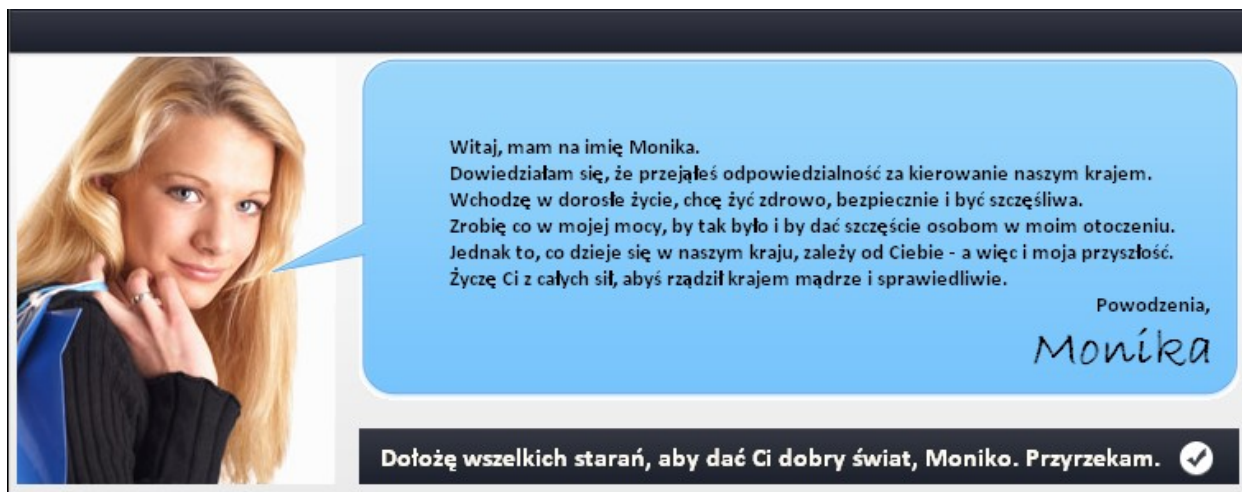 Witaj, mam na imię Monika.
Dowiedziałam się, że przejąłeś odpowiedzialność za kierowanie naszym krajem.
Wchodzę w dorosłe życie, chcę żyć zdrowo, bezpiecznie i być szczęśliwa.
Zrobię co w mojej mocy, by tak było i by dać szczęście osobom w moim otoczeniu.
Jednak to, co dzieje się w naszym kraju, zależy od Ciebie - a więc i moja przyszłość.
Życzę Ci z całych sił, abyś rządził krajem mądrze i sprawiedliwie.
Powodzenia,
Monika
Dołożę wszelkich starań, aby dać Ci dobry świat, Moniko. Przyrzekam.